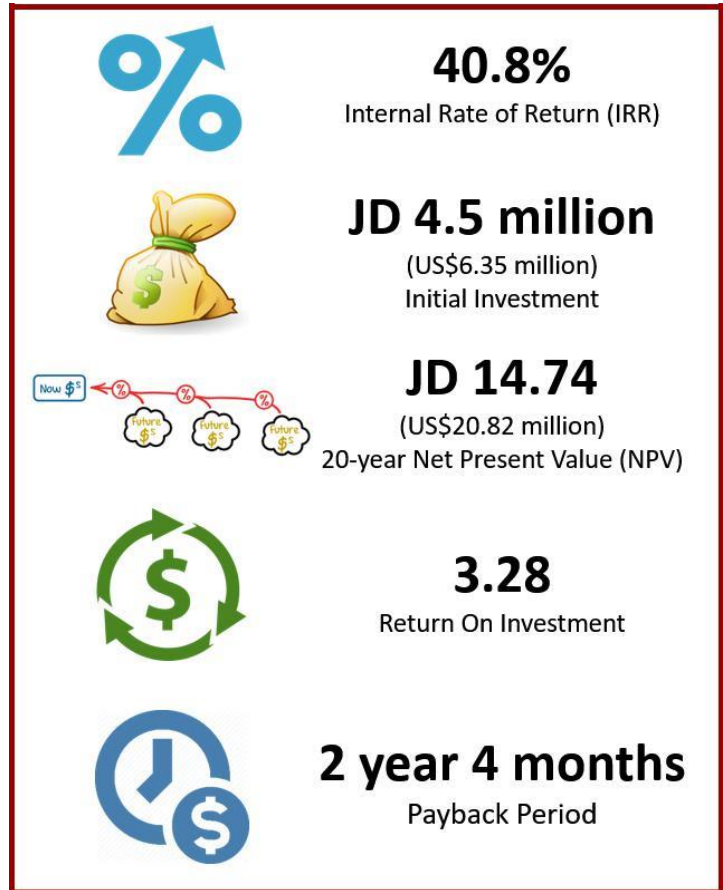 40.8%
Internal Rate of Return (IRR)
JD 4.5 million
(US$6.35 million)
Initial Investment
$
JD 14.74
(US$20.82 million)
20-year Net Present Value (NPV)
Now $s
%
%
%
Future
$s
Future
$s
Future
$s
$
3.28
Return On Investment
2 year 4 months
Payback Period
$